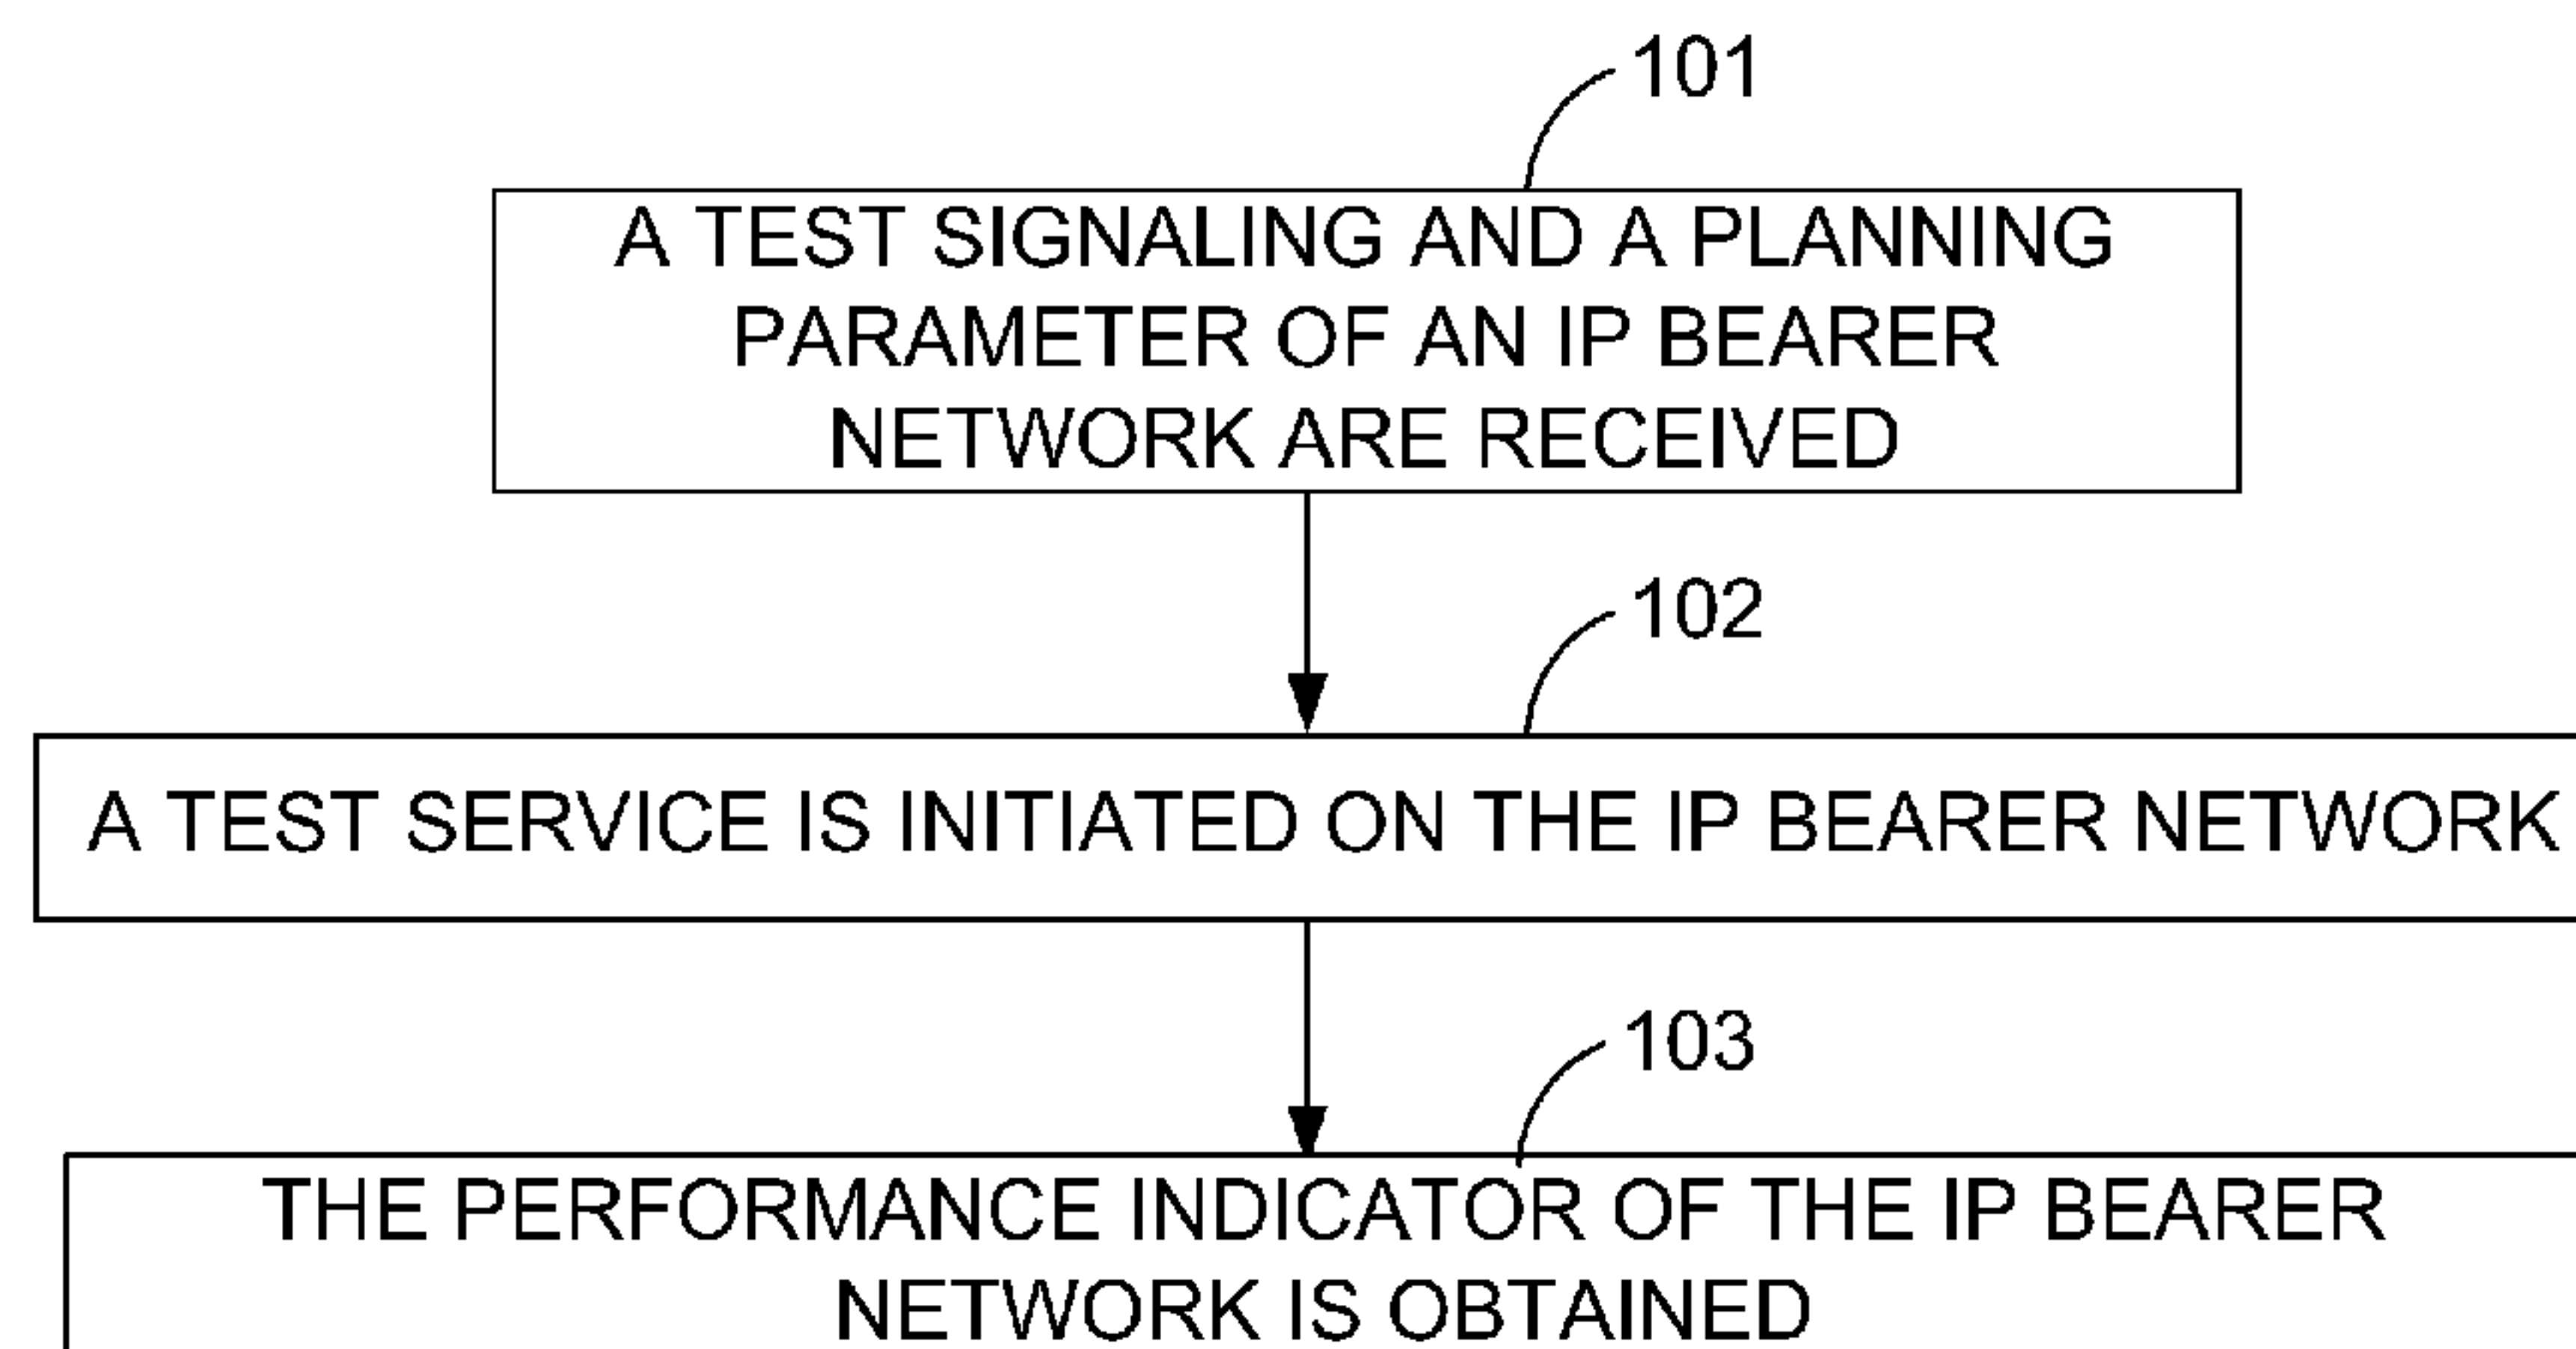 101
A TEST SIGNALING AND A PLANNING
PARAMETER OF AN IP BEARER
NETWORK ARE RECEIVED
102
A TEST SERVICE IS INITIATED ON THE IP BEARER NETWORK
103
THE PERFORMANCE INDICATOR OF THE IP BEARER
NETWORK IS OBTAINED